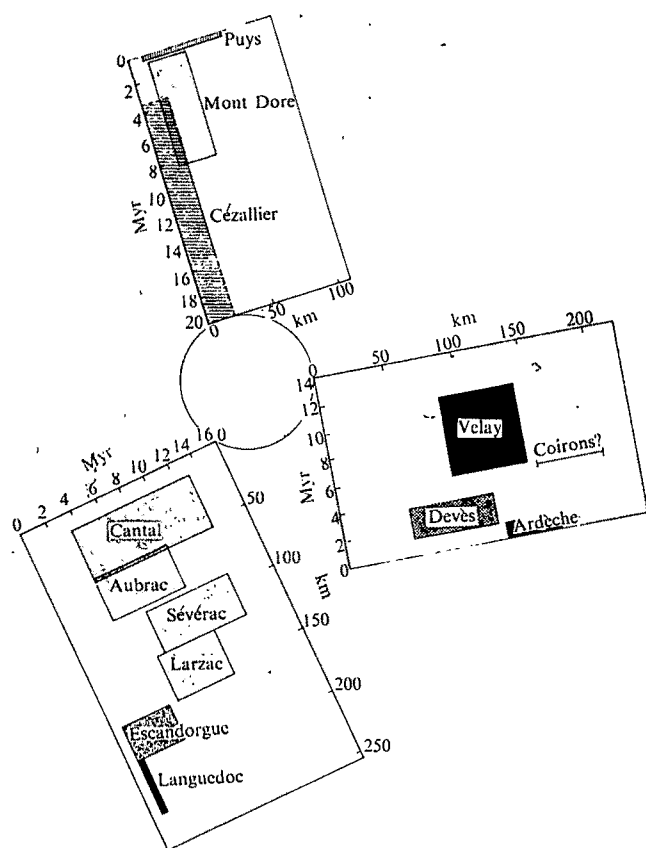 Puys
0
2
4
6
8
10
12
14
16
18
20
Myr
Mont Dore
Cézallier
0
50
100
km
km
0
50
100
150
200
14
12
10
8
6
4
2
0
Myr
Velay
Coirons?
Devès
Ardèche
Myr
0
2
4
6
8
10
12
14
16
0
50
100
150
200
250
km
Cantal
Aubrac
Sévérac
Larzac
Escandorgue
Languedoc